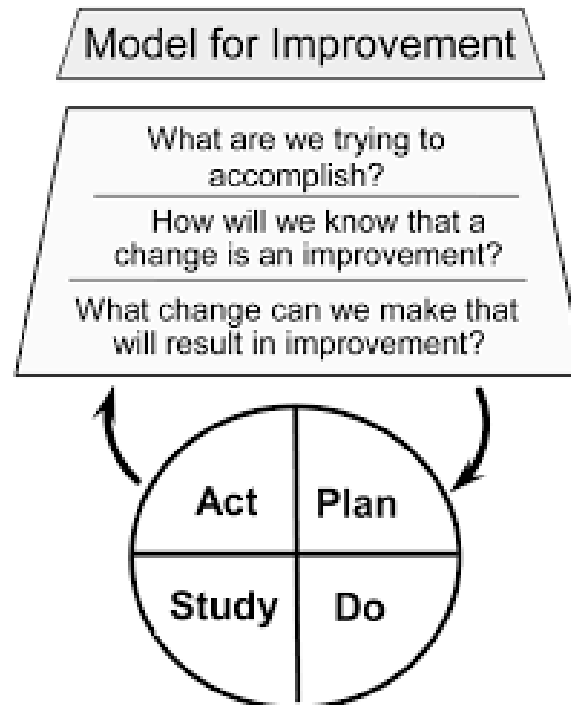 Model for Improvement
What are we trying to
accomplish?
How will we know that a
change is an improvement?
What change can we make that
will result in improvement?
Act
Plan
Study
Do